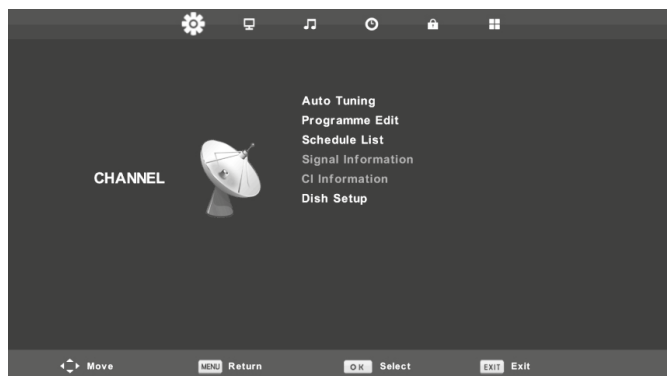 Auto Tuning
Programme Edit
Schedule List
Signal Information
CHANNEL
CI Information
Dish Setup
Move MENU Return OK Select EXIT Exit